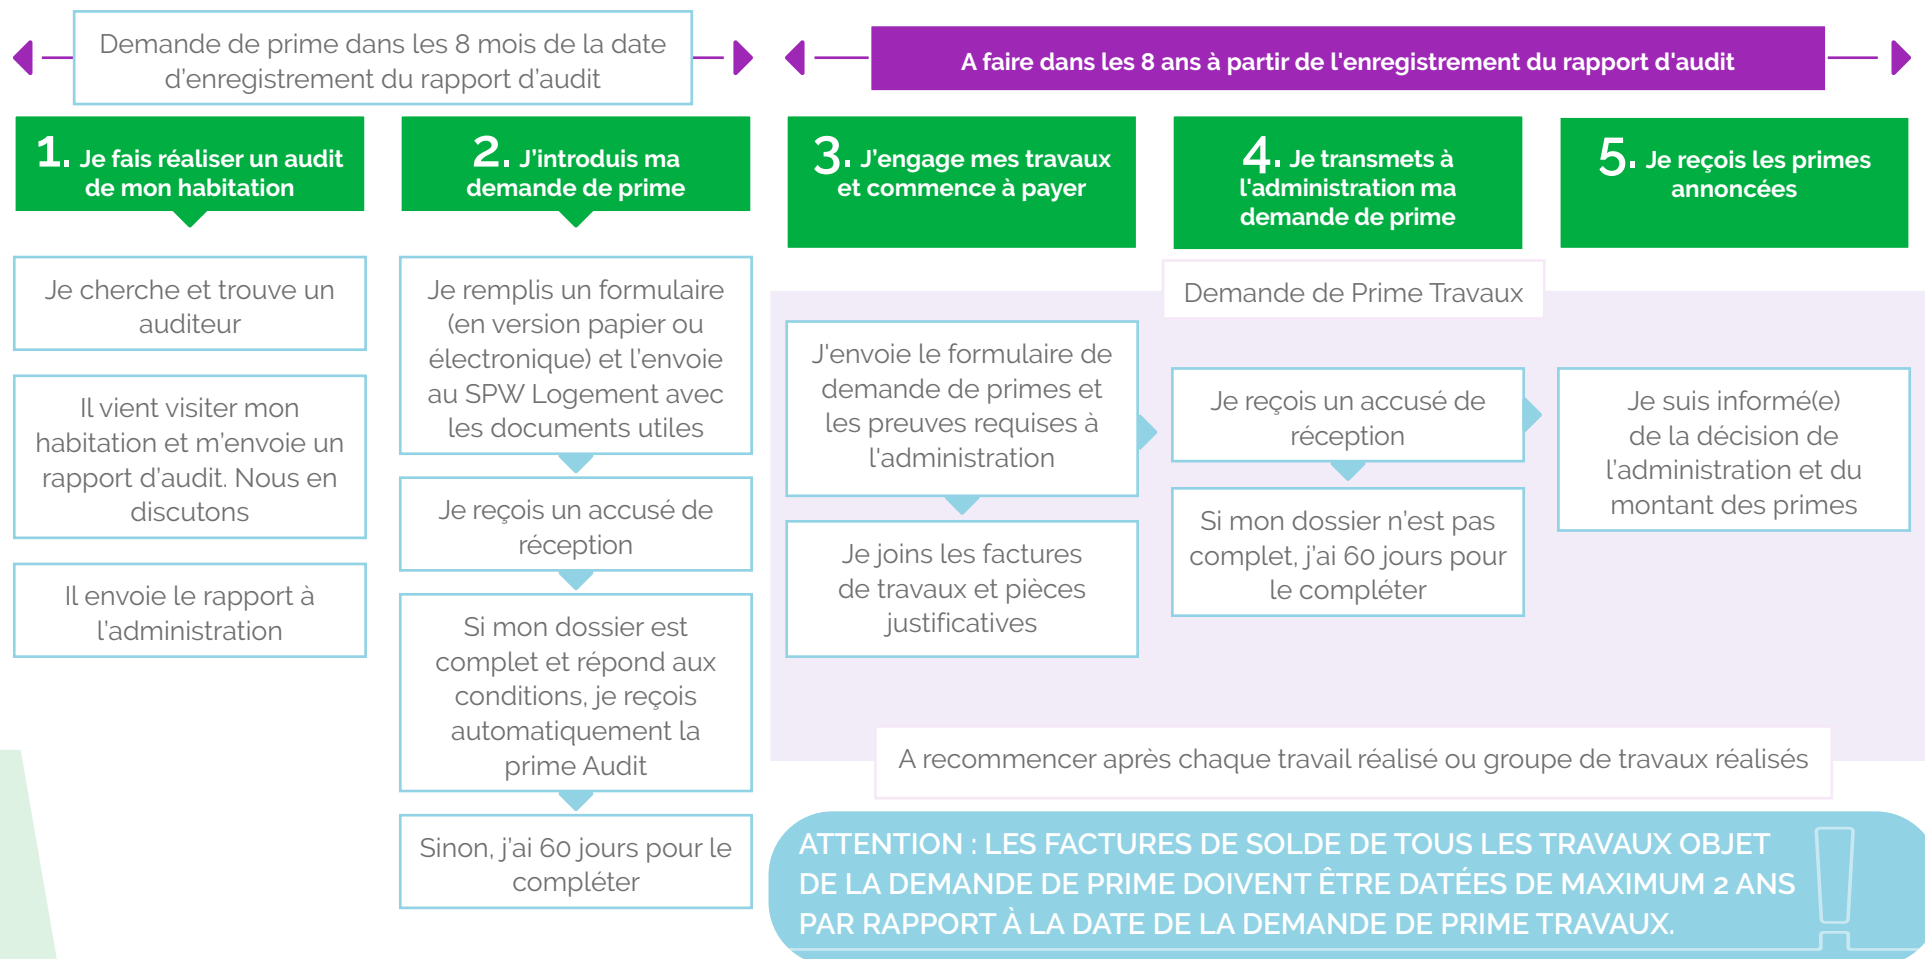 Demande de prime dans les 8 mois de la date
d'enregistrement du rapport d'audit
A faire dans les 8 ans à partir de l'enregistrement du rapport d'audit
1. Je fais réaliser un audit
de mon habitation
Je cherche et trouve un
auditeur
Il vient visiter mon
habitation et m'envoie un
rapport d'audit. Nous en
discutons
Il envoie le rapport à
l'administration
2. J'introduis ma
demande de prime
Je remplis un formulaire
(en version papier ou
électronique) et l'envoie
au SPW Logement avec
les documents utiles
Je reçois un accusé de
réception
Si mon dossier est
complet et répond aux
conditions, je reçois
automatiquement la
prime Audit
Sinon, j'ai 60 jours pour le
compléter
3. J'engage mes travaux
et commence à payer
4. Je transmets à
l'administration ma
demande de prime
5. Je reçois les primes
annoncées
Demande de Prime Travaux
J'envoie le formulaire de
demande de primes et
les preuves requises à
l'administration
Je joins les factures
de travaux et pièces
justificatives
Je reçois un accusé de
réception
Si mon dossier n'est pas
complet, j'ai 60 jours pour
le compléter
Je suis informé(e)
de la décision de
l'administration et du
montant des primes
A recommencer après chaque travail réalisé ou groupe de travaux réalisés
ATTENTION : LES FACTURES DE SOLDE DE TOUS LES TRAVAUX OBJET
DE LA DEMANDE DE PRIME DOIVENT ÊTRE DATÉES DE MAXIMUM 2 ANS
PAR RAPPORT À LA DATE DE LA DEMANDE DE PRIME TRAVAUX.
!